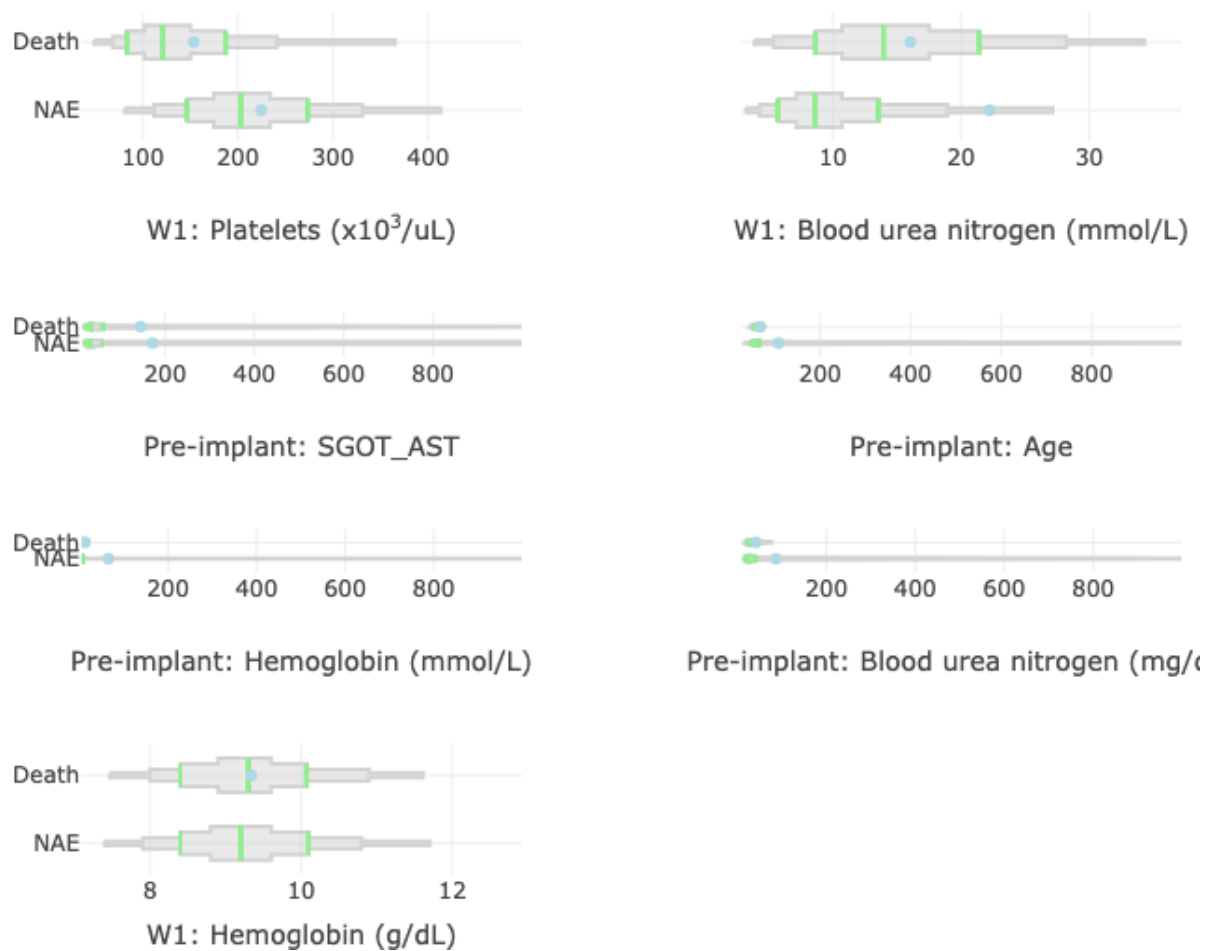 Death
NAE
100 200 300 400
10 20 30
W1: Platelets (x10³/uL)
W1: Blood urea nitrogen (mmol/L)
Death
NAE
200 400 600 800
200 400 600 800
Pre-implant: SGOT_AST
Pre-implant: Age
Death
NAE
200 400 600 800
200 400 600 800
Pre-implant: Hemoglobin (mmol/L)
Pre-implant: Blood urea nitrogen (mg/
Death
NAE
8 10 12
W1: Hemoglobin (g/dL)